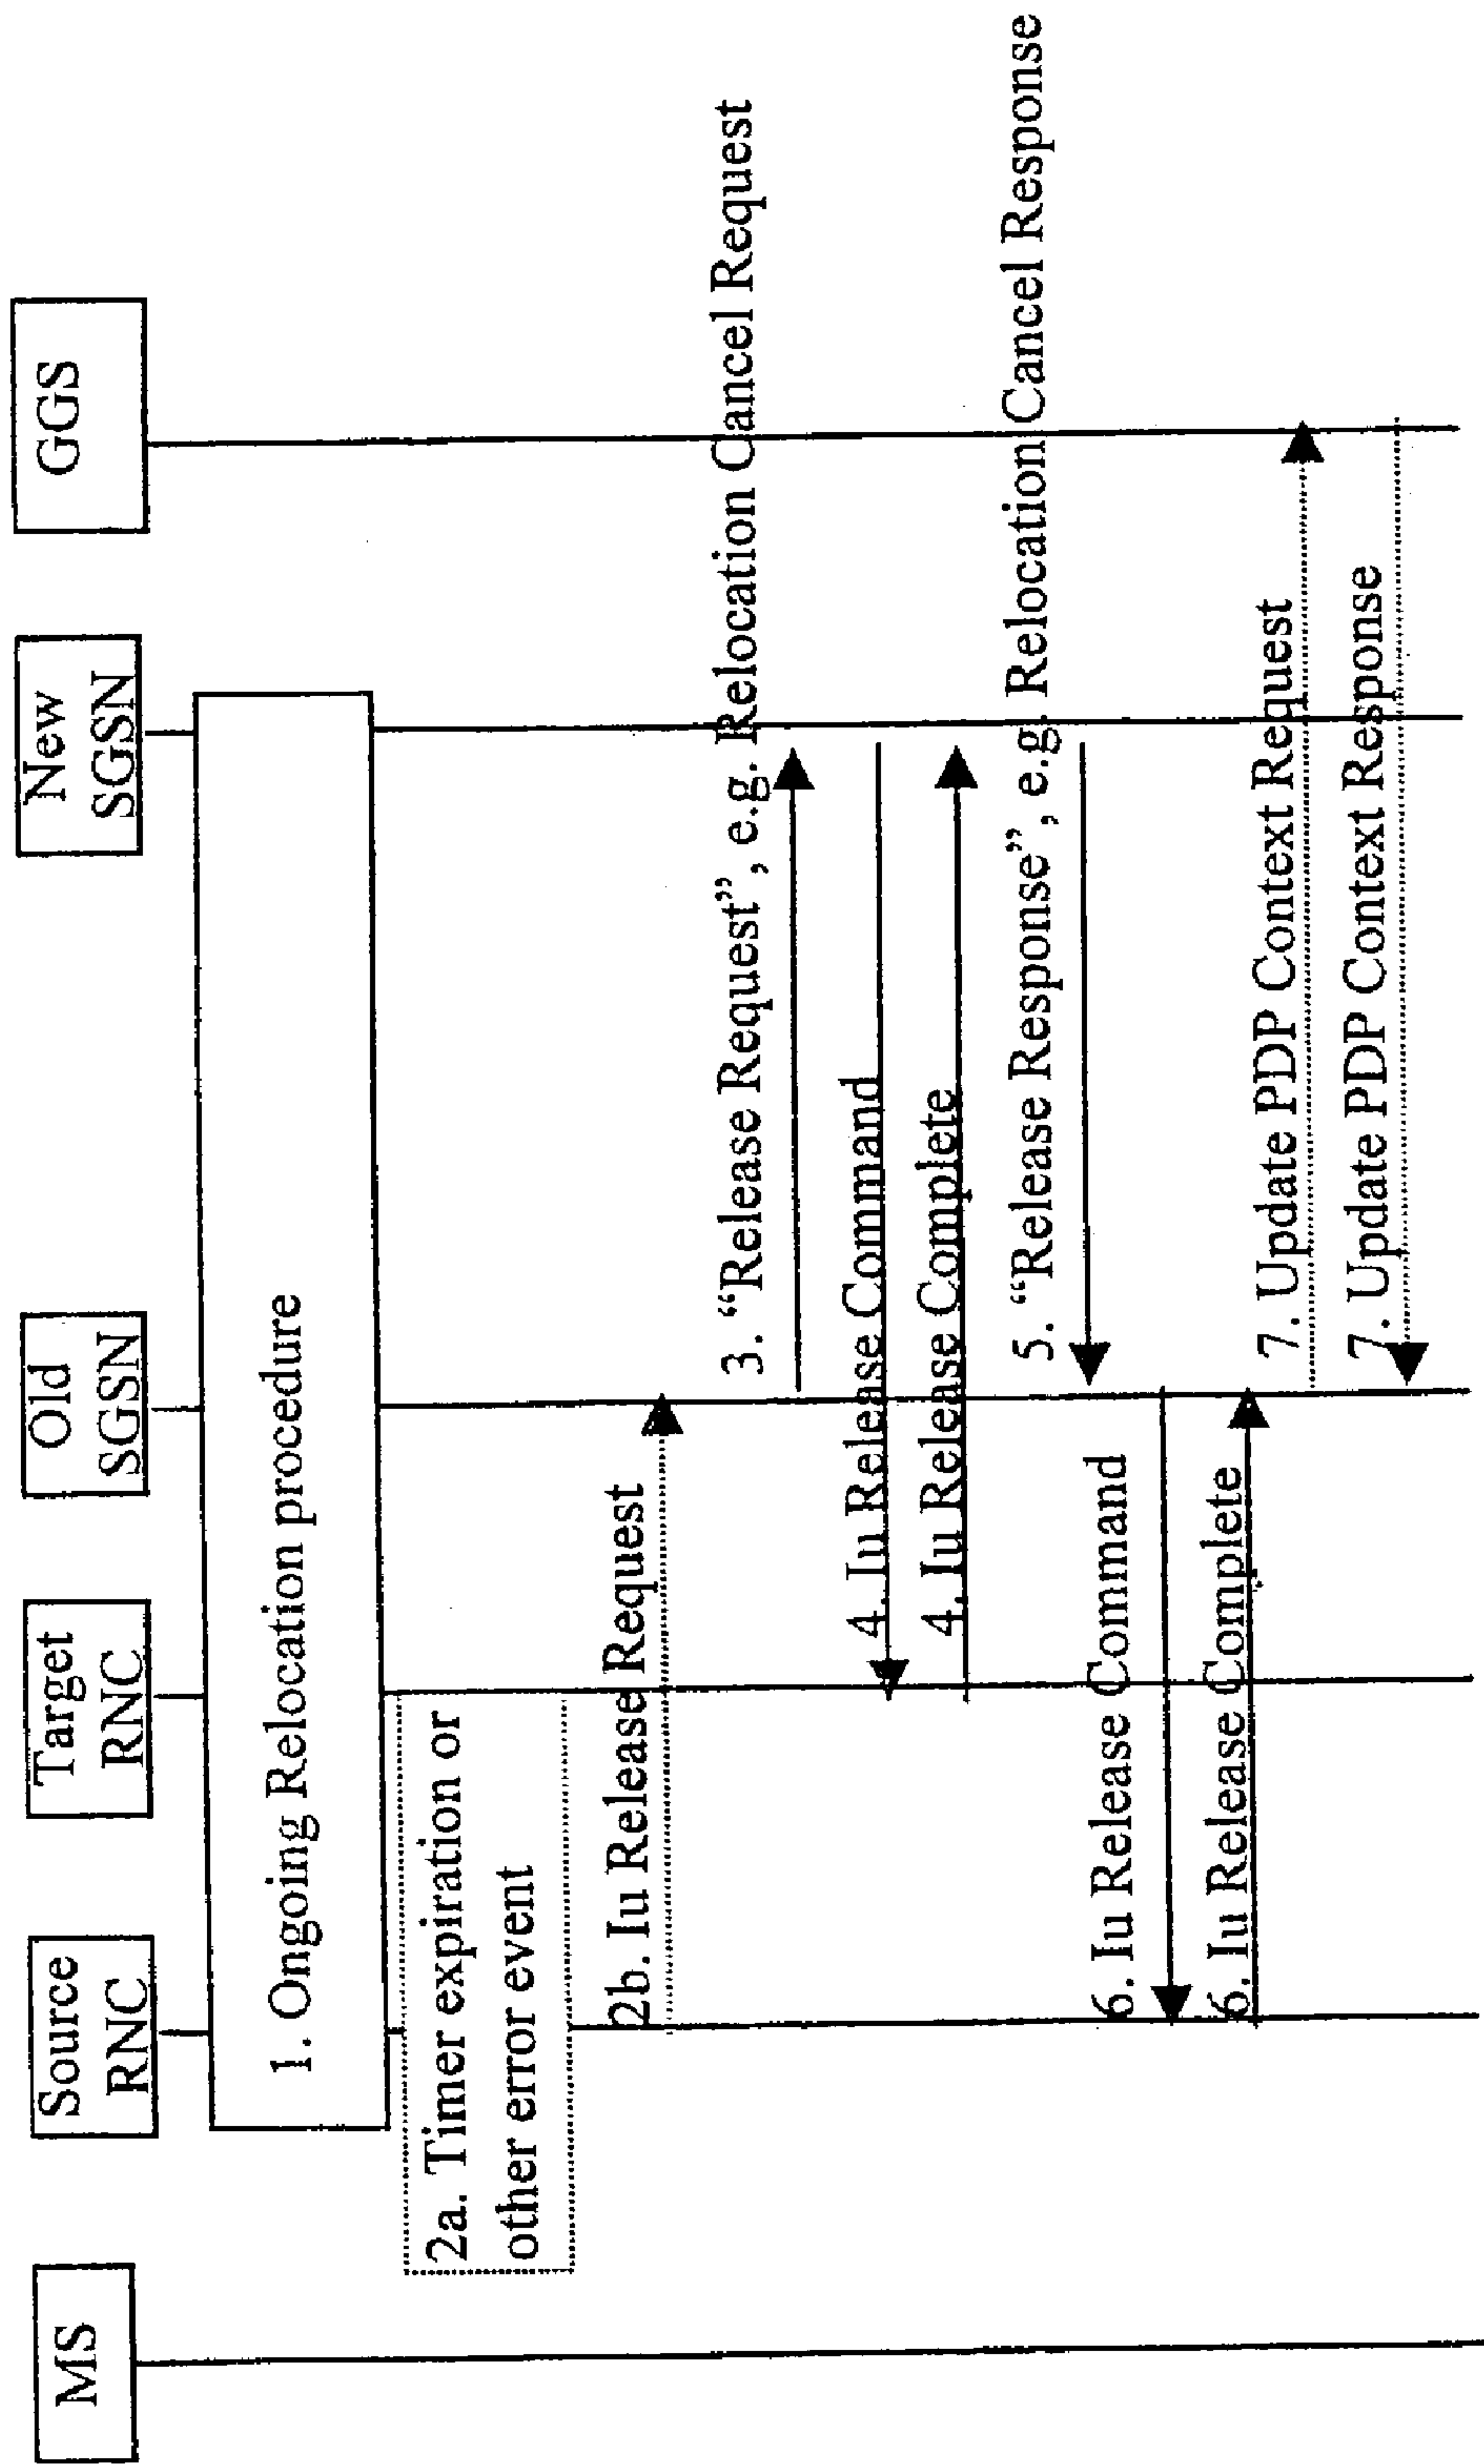 MS
Source
RNC
Target
RNC
Old
SGSN
New
SGSN
GGS
1. Ongoing Relocation procedure
2a. Timer expiration or
other error event
2b. Iu Release Request
3. “Release Request”, e.g. Relocation Cancel Request
4. Iu Release Command
4. Iu Release Complete
5. “Release Response”, e.g. Relocation Cancel Response
6. Iu Release Command
6. Iu Release Complete
7. Update PDP Context Request
7. Update PDP Context Response